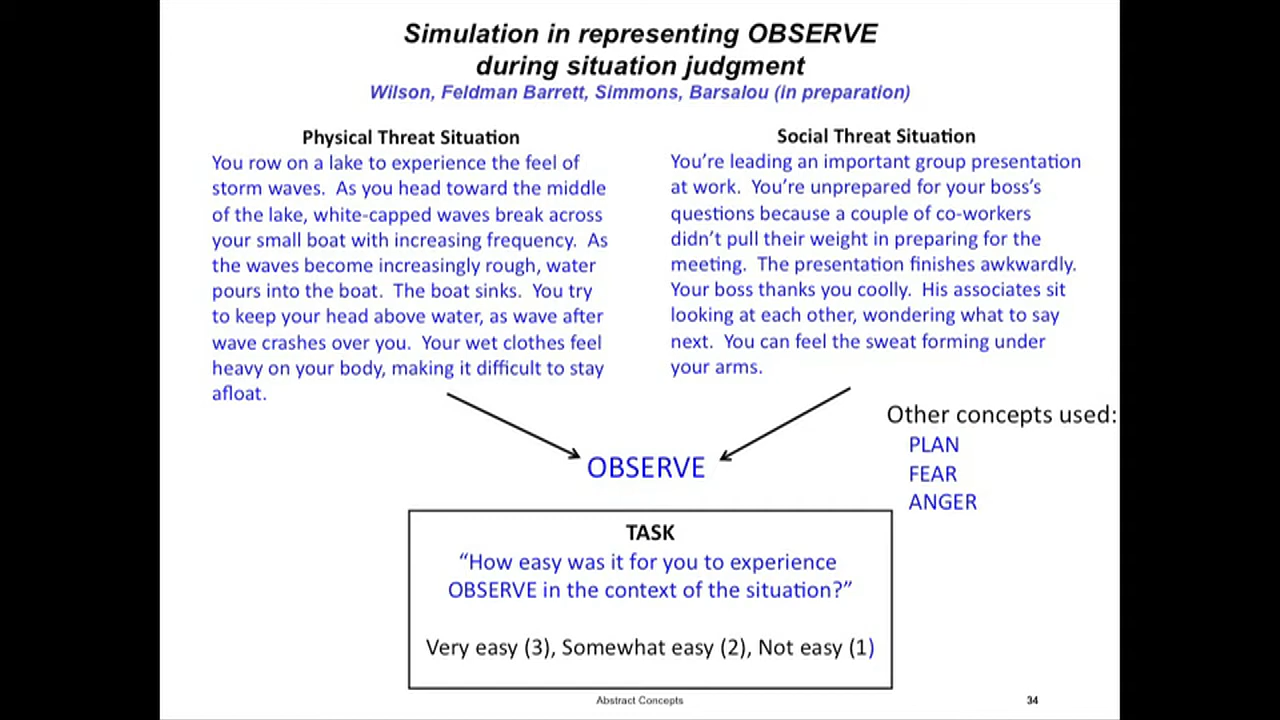 Simulation in representing OBSERVE
during situation judgment
Wilson, Feldman Barrett, Simmons, Barsalou (in preparation)
Physical Threat Situation
You row on a lake to experience the feel of
storm waves. As you head toward the middle
of the lake, white-capped waves break across
your small boat with increasing frequency. As
the waves become increasingly rough, water
pours into the boat. The boat sinks. You try
to keep your head above water, as wave after
wave crashes over you. Your wet clothes feel
heavy on your body, making it difficult to stay
afloat.
Social Threat Situation
You’re leading an important group presentation
at work. You’re unprepared for your boss’s
questions because a couple of co-workers
didn’t pull their weight in preparing for the
meeting. The presentation finishes awkwardly.
Your boss thanks you coolly. His associates sit
looking at each other, wondering what to say
next. You can feel the sweat forming under
your arms.
Other concepts used:
PLAN
FEAR
ANGER
OBSERVE
TASK
“How easy was it for you to experience
OBSERVE in the context of the situation?”
Very easy (3), Somewhat easy (2), Not easy (1)
Abstract Concepts
34